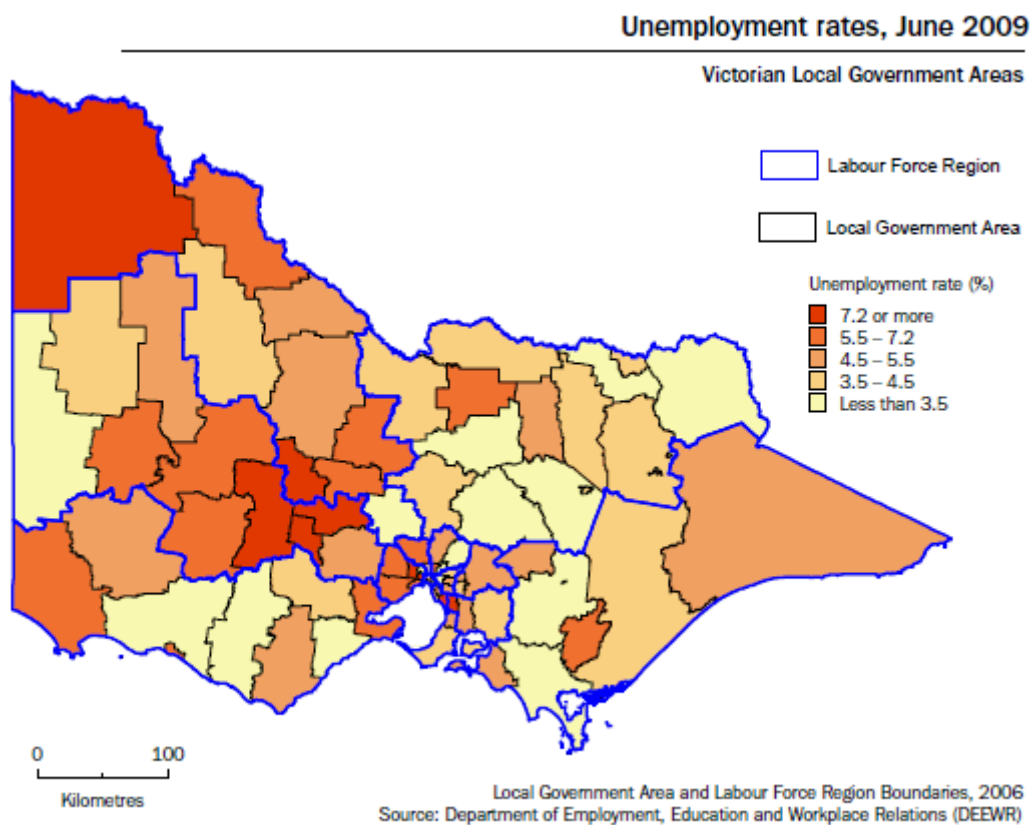 Unemployment rates, June 2009
Victorian Local Government Areas
Labour Force Region
Local Government Area
Unemployment rate (%)
7.2 or more
5.5 – 7.2
4.5 – 5.5
3.5 – 4.5
Less than 3.5
0 100
Kilometres
Local Government Area and Labour Force Region Boundaries, 2006
Source: Department of Employment, Education and Workplace Relations (DEEWR)